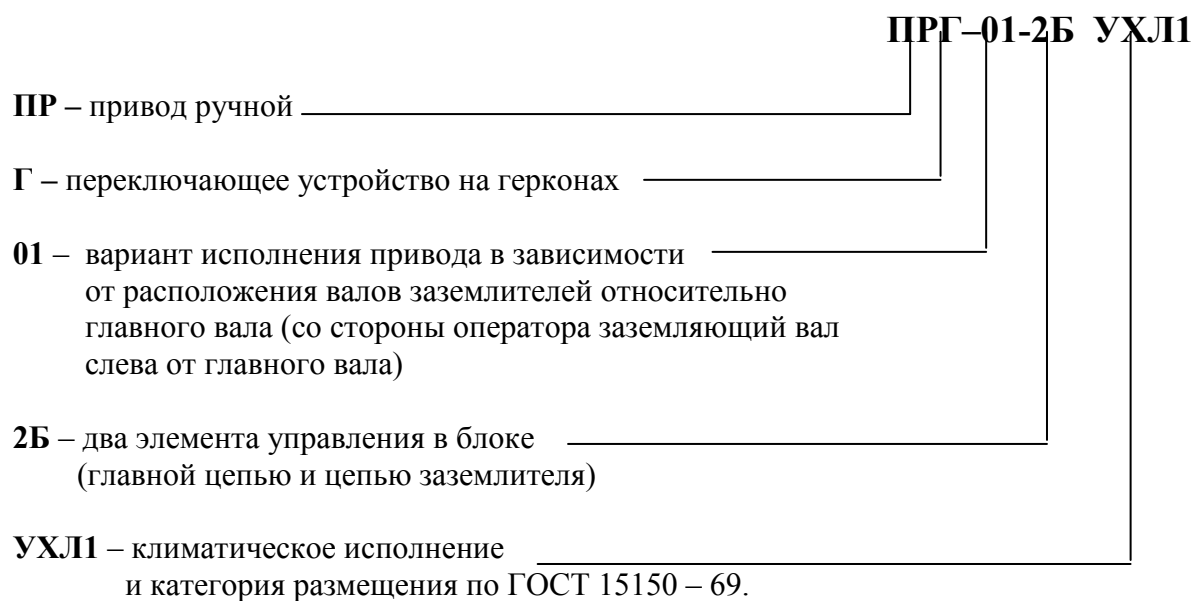 ПРГ–01-2Б УХЛ1
ПР – привод ручной
Г – переключающее устройство на герконах
01 – вариант исполнения привода в зависимости
от расположения валов заземлителей относительно
главного вала (со стороны оператора заземляющий вал
слева от главного вала)
2Б – два элемента управления в блоке
(главной цепью и цепью заземлителя)
УХЛ1 – климатическое исполнение
и категория размещения по ГОСТ 15150 – 69.